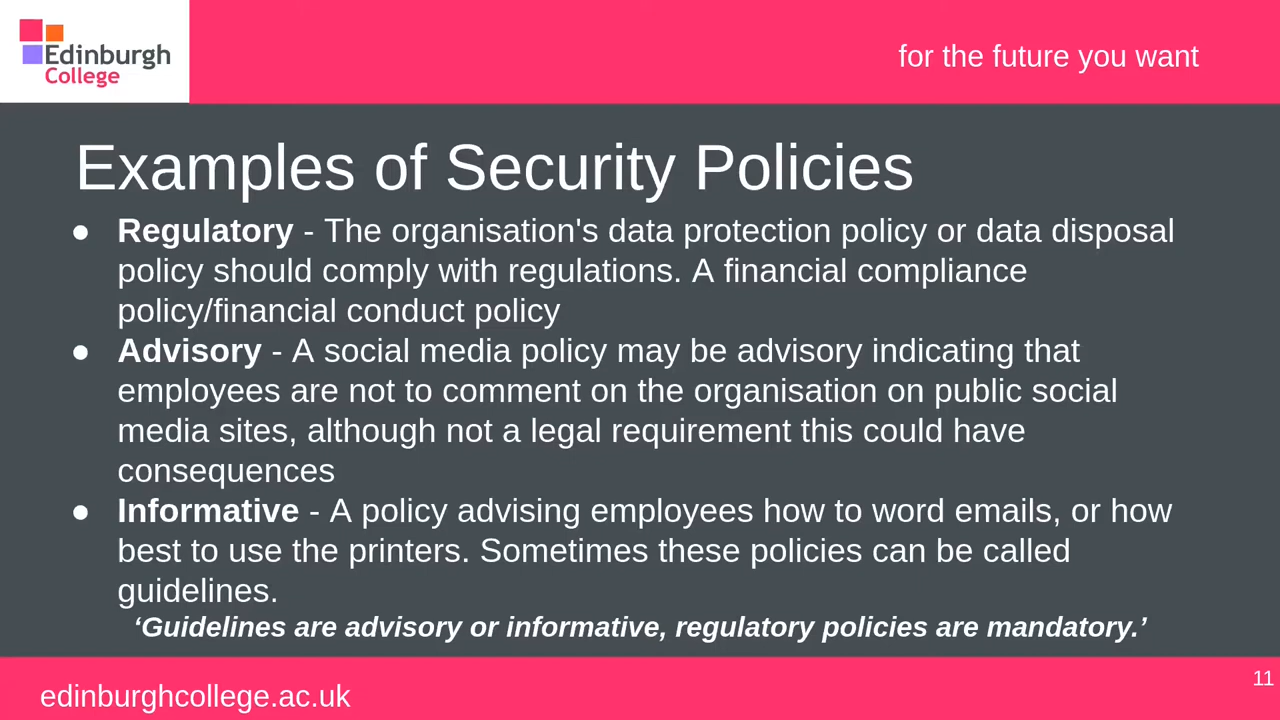 Edinburgh
College
for the future you want
Examples of Security Policies
● Regulatory - The organisation's data protection policy or data disposal
policy should comply with regulations. A financial compliance
policy/financial conduct policy
● Advisory - A social media policy may be advisory indicating that
employees are not to comment on the organisation on public social
media sites, although not a legal requirement this could have
consequences
● Informative - A policy advising employees how to word emails, or how
best to use the printers. Sometimes these policies can be called
guidelines.
‘Guidelines are advisory or informative, regulatory policies are mandatory.’
11
edinburghcollege.ac.uk